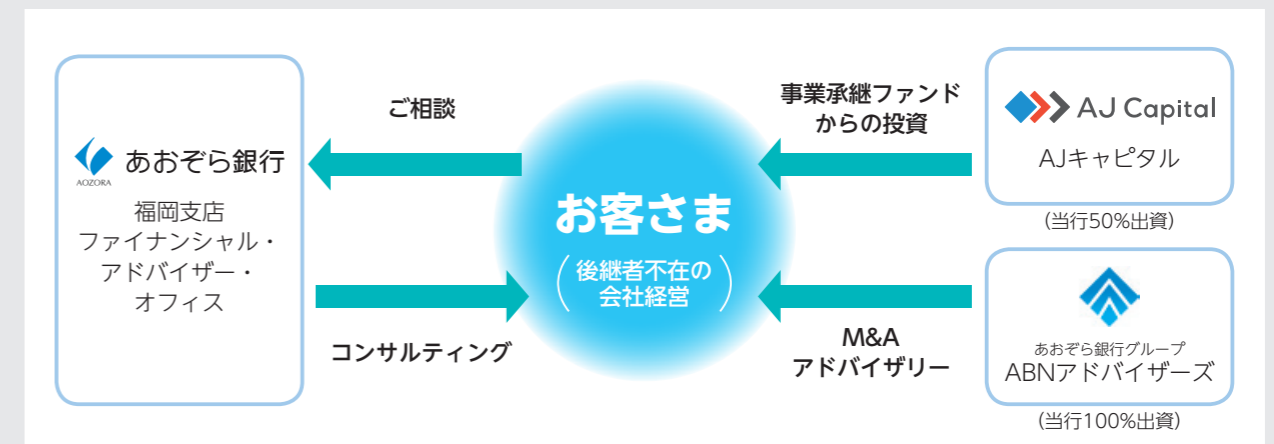 あおぞら銀行
AOZORA
福岡支店
ファイナンシャル・
アドバイザー・
オフィス
ご相談
コンサルティング
お客さま
(後継者不在の
会社経営)
事業承継ファンド
からの投資
M&A
アドバイザリー
AJ Capital
AJキャピタル
(当行50%出資)
あおぞら銀行グループ
ABNアドバイザーズ
(当行100%出資)